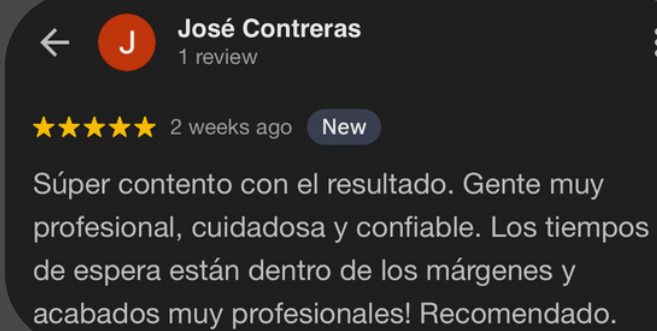 José Contreras
J
1 review
2 weeks ago New
Súper contento con el resultado. Gente muy
profesional, cuidadosa y confiable. Los tiempos
de espera están dentro de los márgenes y
acabados muy profesionales! Recomendado.